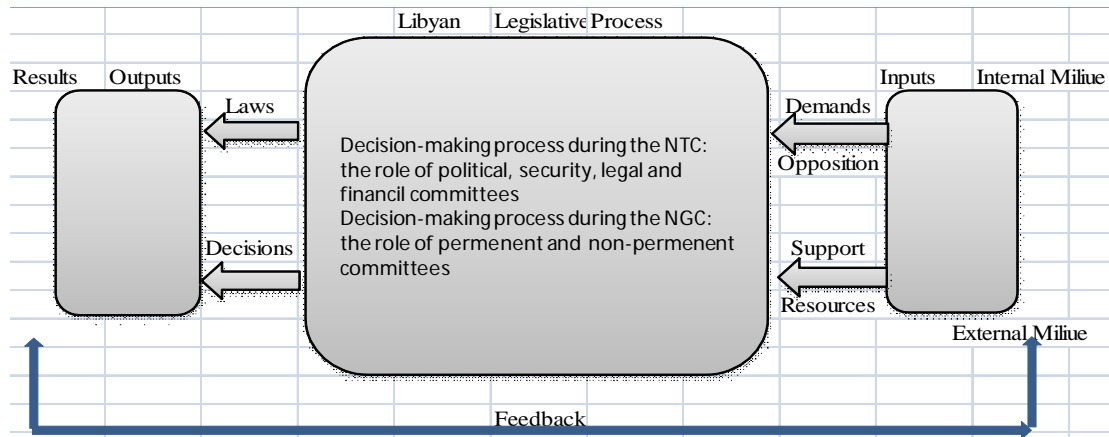 Libyan Legislative Process
Results Outputs
Inputs Internal Miliue
Laws
Demands
Opposition
Decision-making process during the NTC:
the role of political, security, legal and
financil committees
Decision-making process during the NGC:
the role of permenent and non-permenent
committees
Decisions
Support
Resources
External Miliue
Feedback